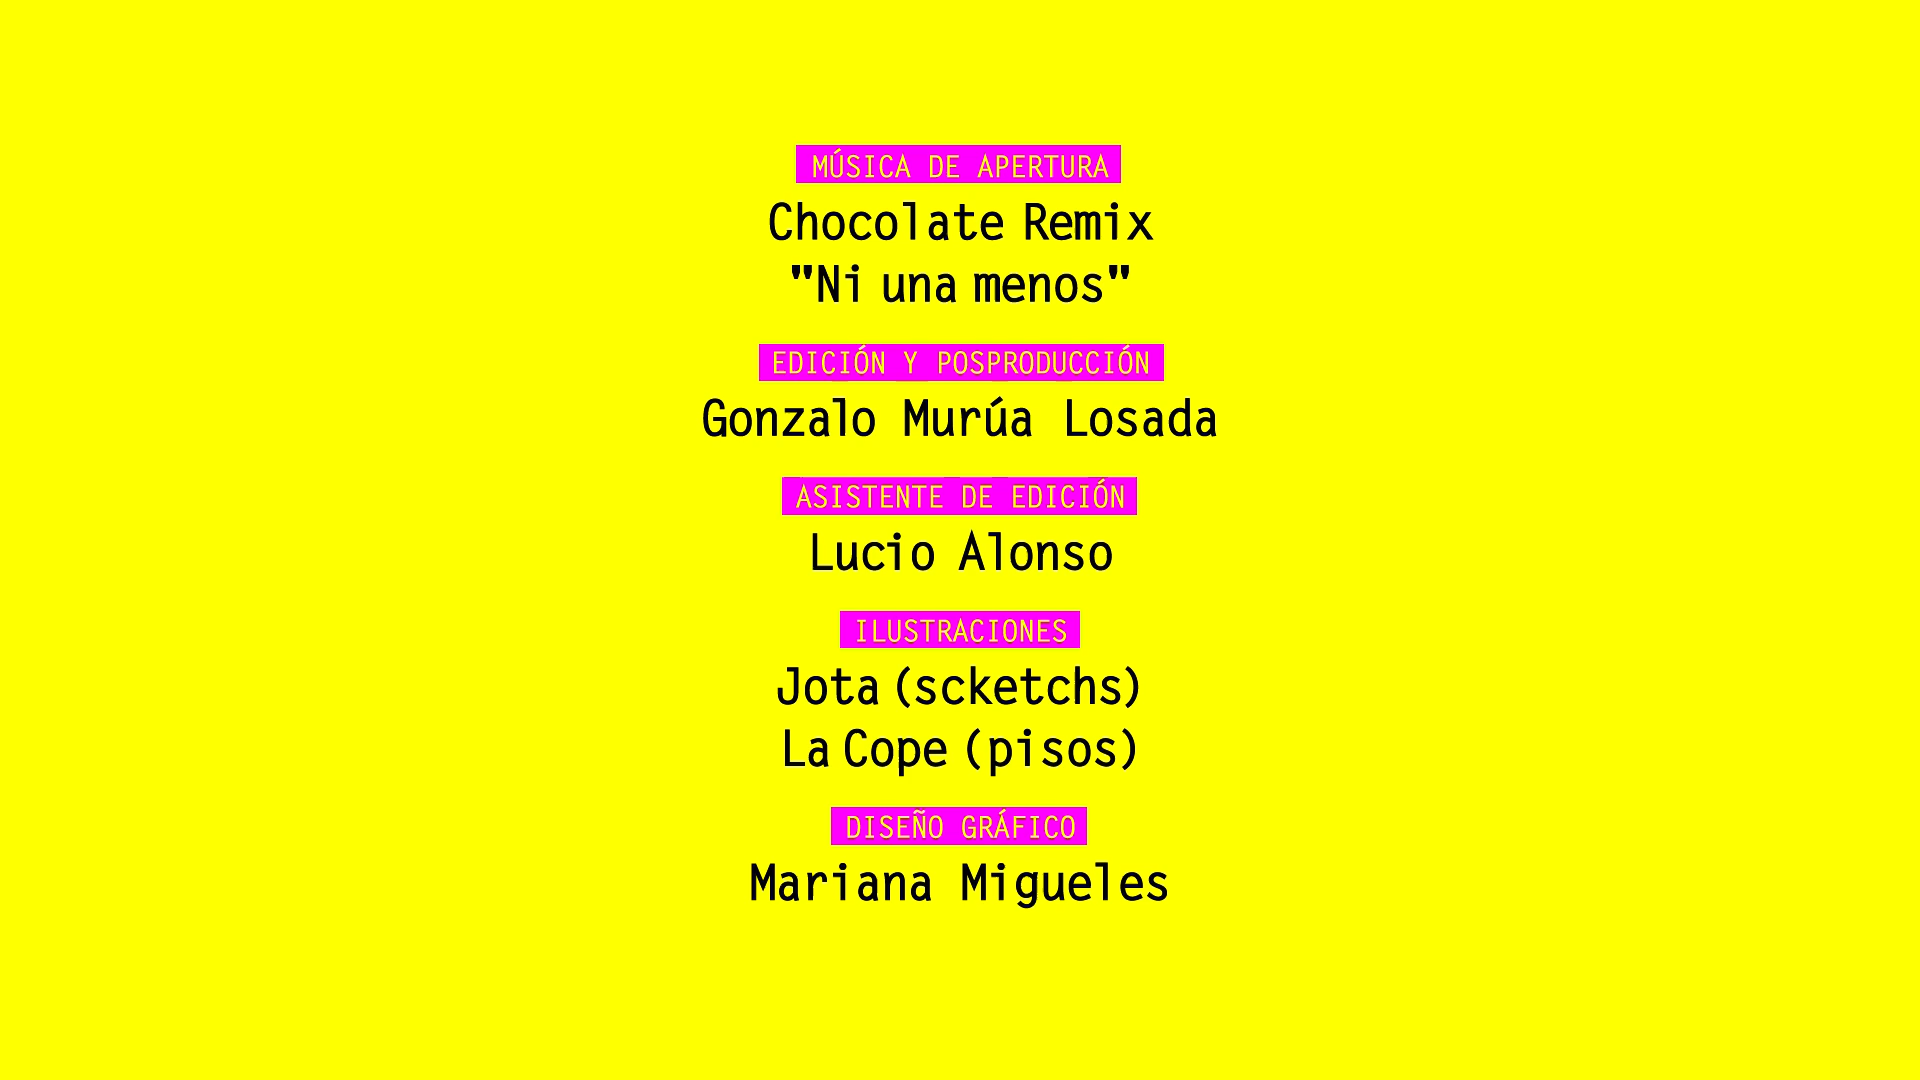 MÚSICA DE APERTURA
Chocolate Remix
"Ni una menos"
EDICIÓN Y POSPRODUCCIÓN
Gonzalo Murúa Losada
ASISTENTE DE EDICIÓN
Lucio Alonso
ILUSTRACIONES
Jota (scketchs)
La Cope (pisos)
DISEÑO GRÁFICO
Mariana Migueles